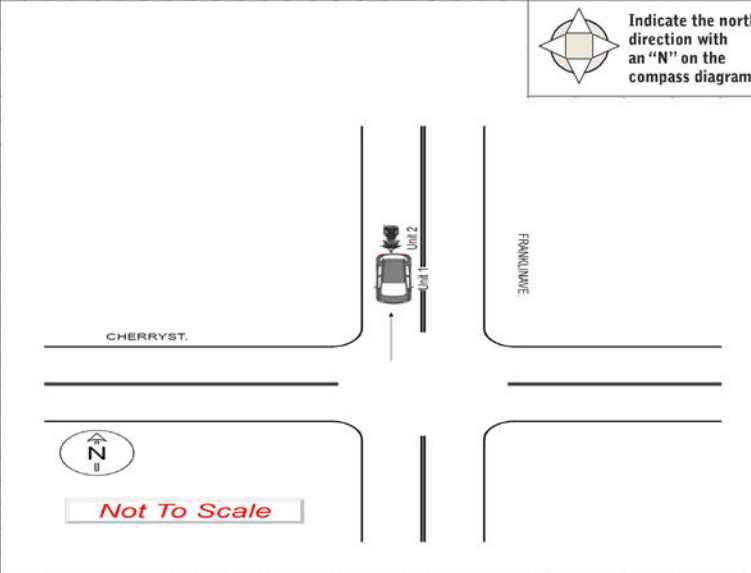 Indicate the north
direction with
an “N” on the
compass diagram
Unit 2
Unit 1
FRANKLINAVE.
CHERRYST.
N
Not To Scale